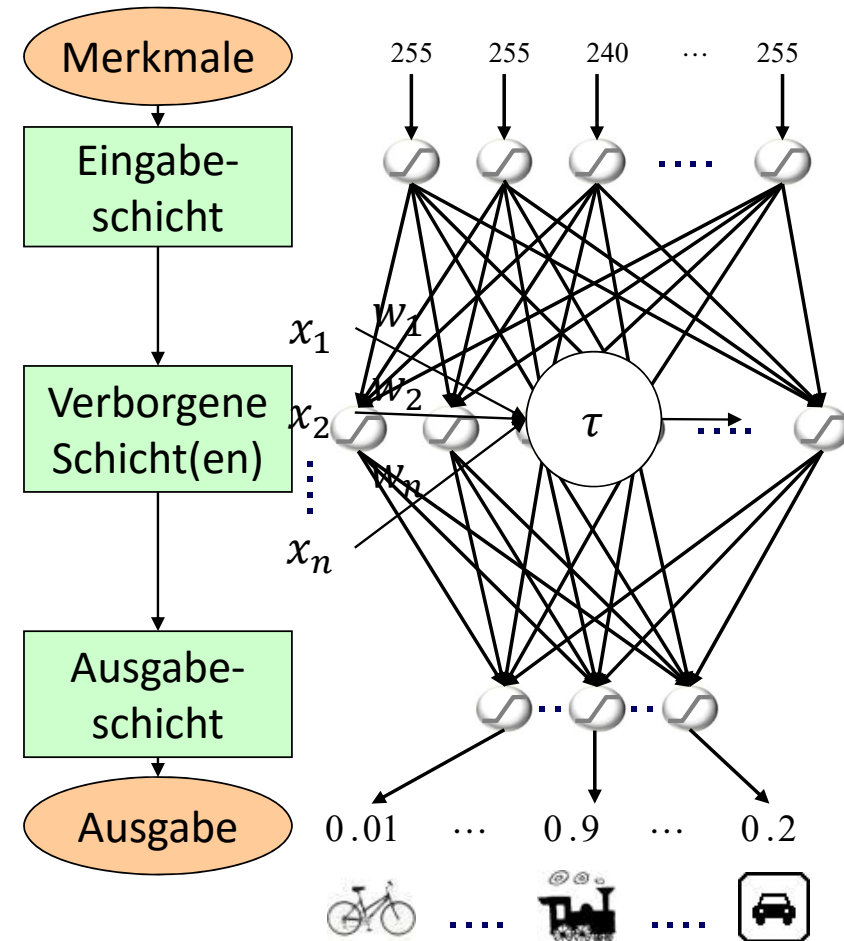 Merkmale
255 255 240 ... 255
Eingabe-
schicht
....
x₁ w₁
Verborgene
Schicht(en)
x₂ w₂ τ ....
wₙ
xₙ
Ausgabe-
schicht
Ausgabe
0.01 ... 0.9 ... 0.2